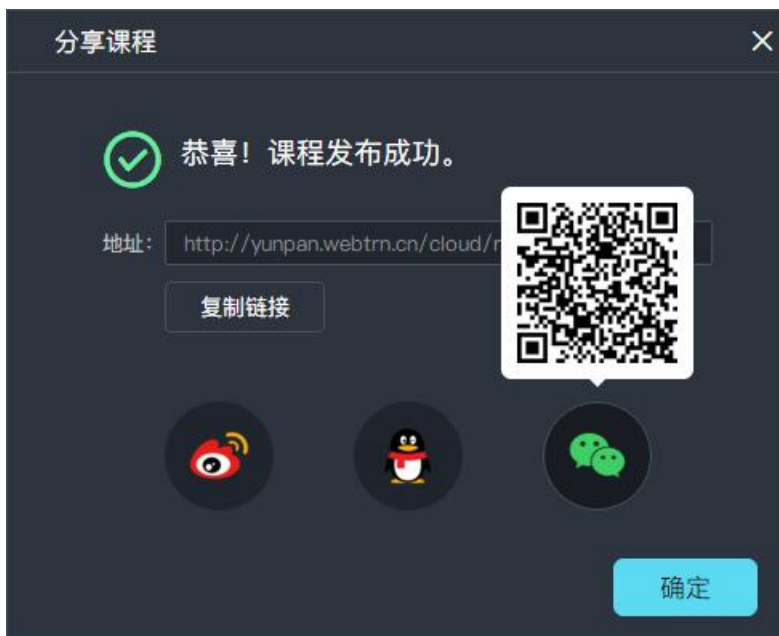 分享课程
恭喜！课程发布成功。
地址： http://yunpan.webtrn.cn/cloud/
复制链接
确定